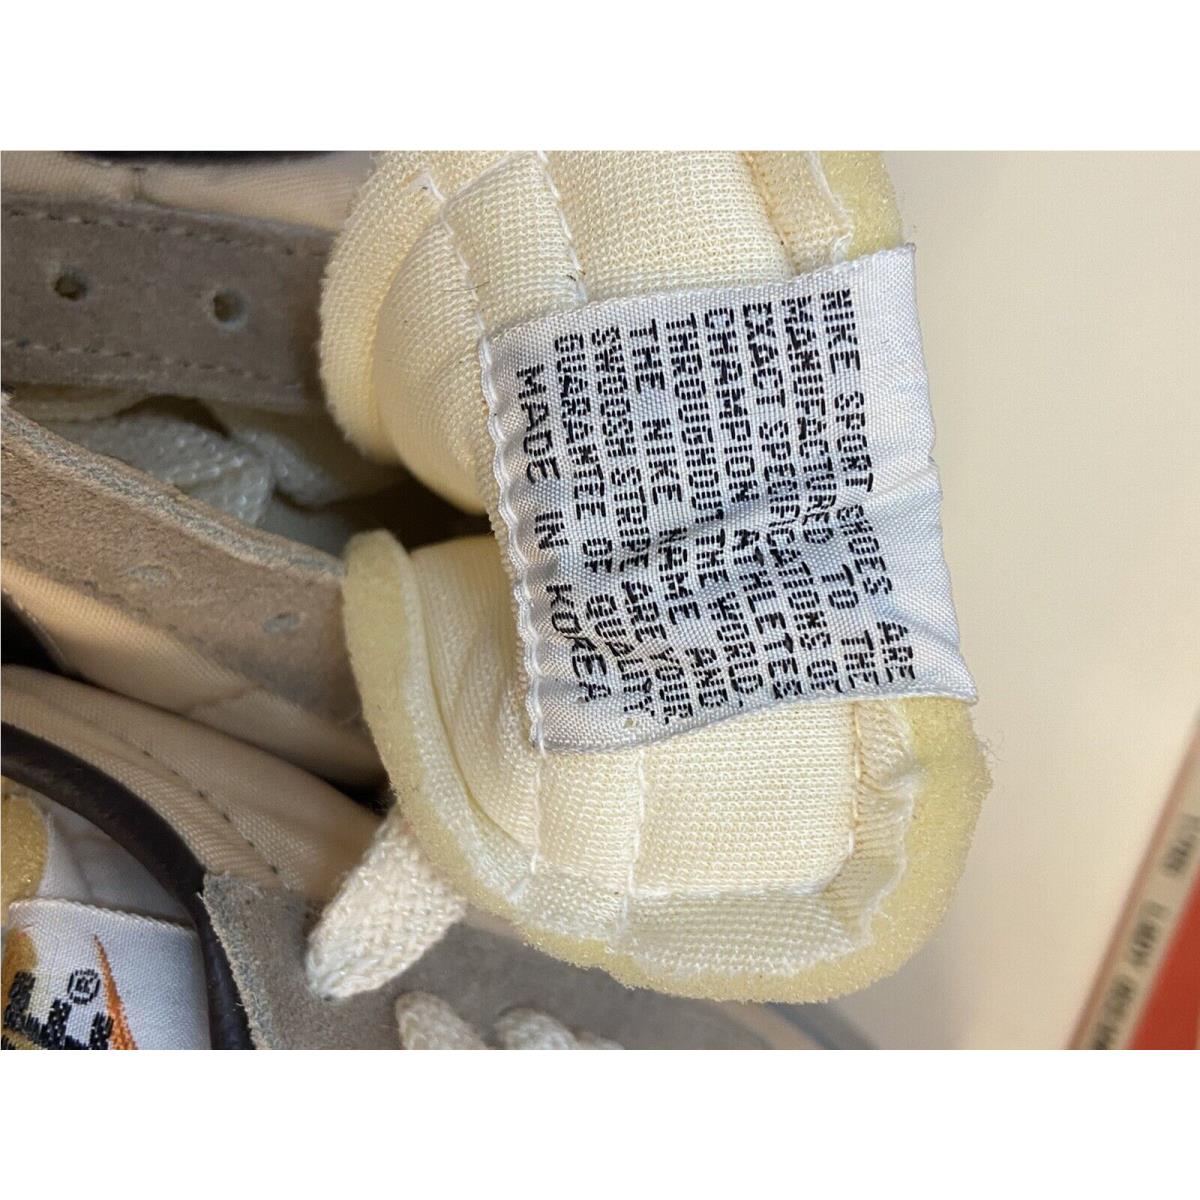 NIKE SPORT SHOES ARE
MANUFACTURED TO THE
EXACT SPECIFICATIONS OF
CHAMPION ATHLETES
THROUGHOUT THE WORLD.
THE NIKE NAME AND
SWOOSH STRIPE ARE YOUR
GUARANTEE OF QUALITY
MADE IN KOREA
®